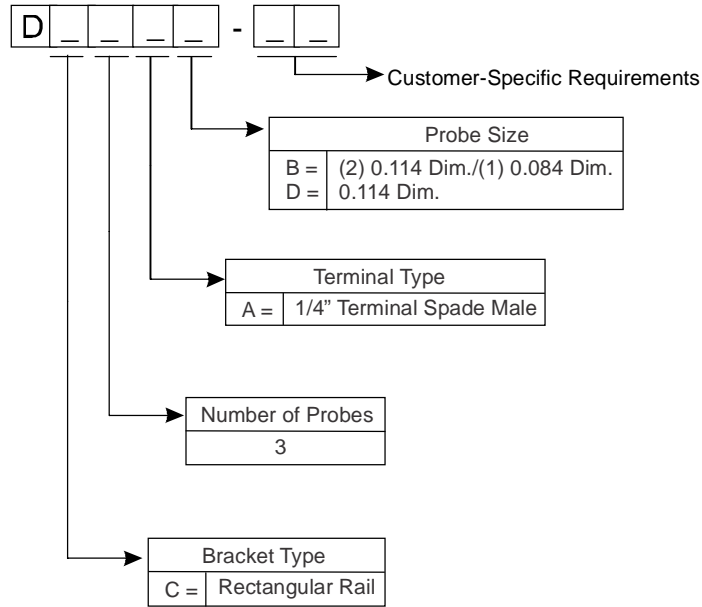 D _ _ _ _ - _ _
Customer-Specific Requirements
Probe Size
B = (2) 0.114 Dim./(1) 0.084 Dim.
D = 0.114 Dim.
Terminal Type
A = 1/4” Terminal Spade Male
Number of Probes
3
Bracket Type
C = Rectangular Rail